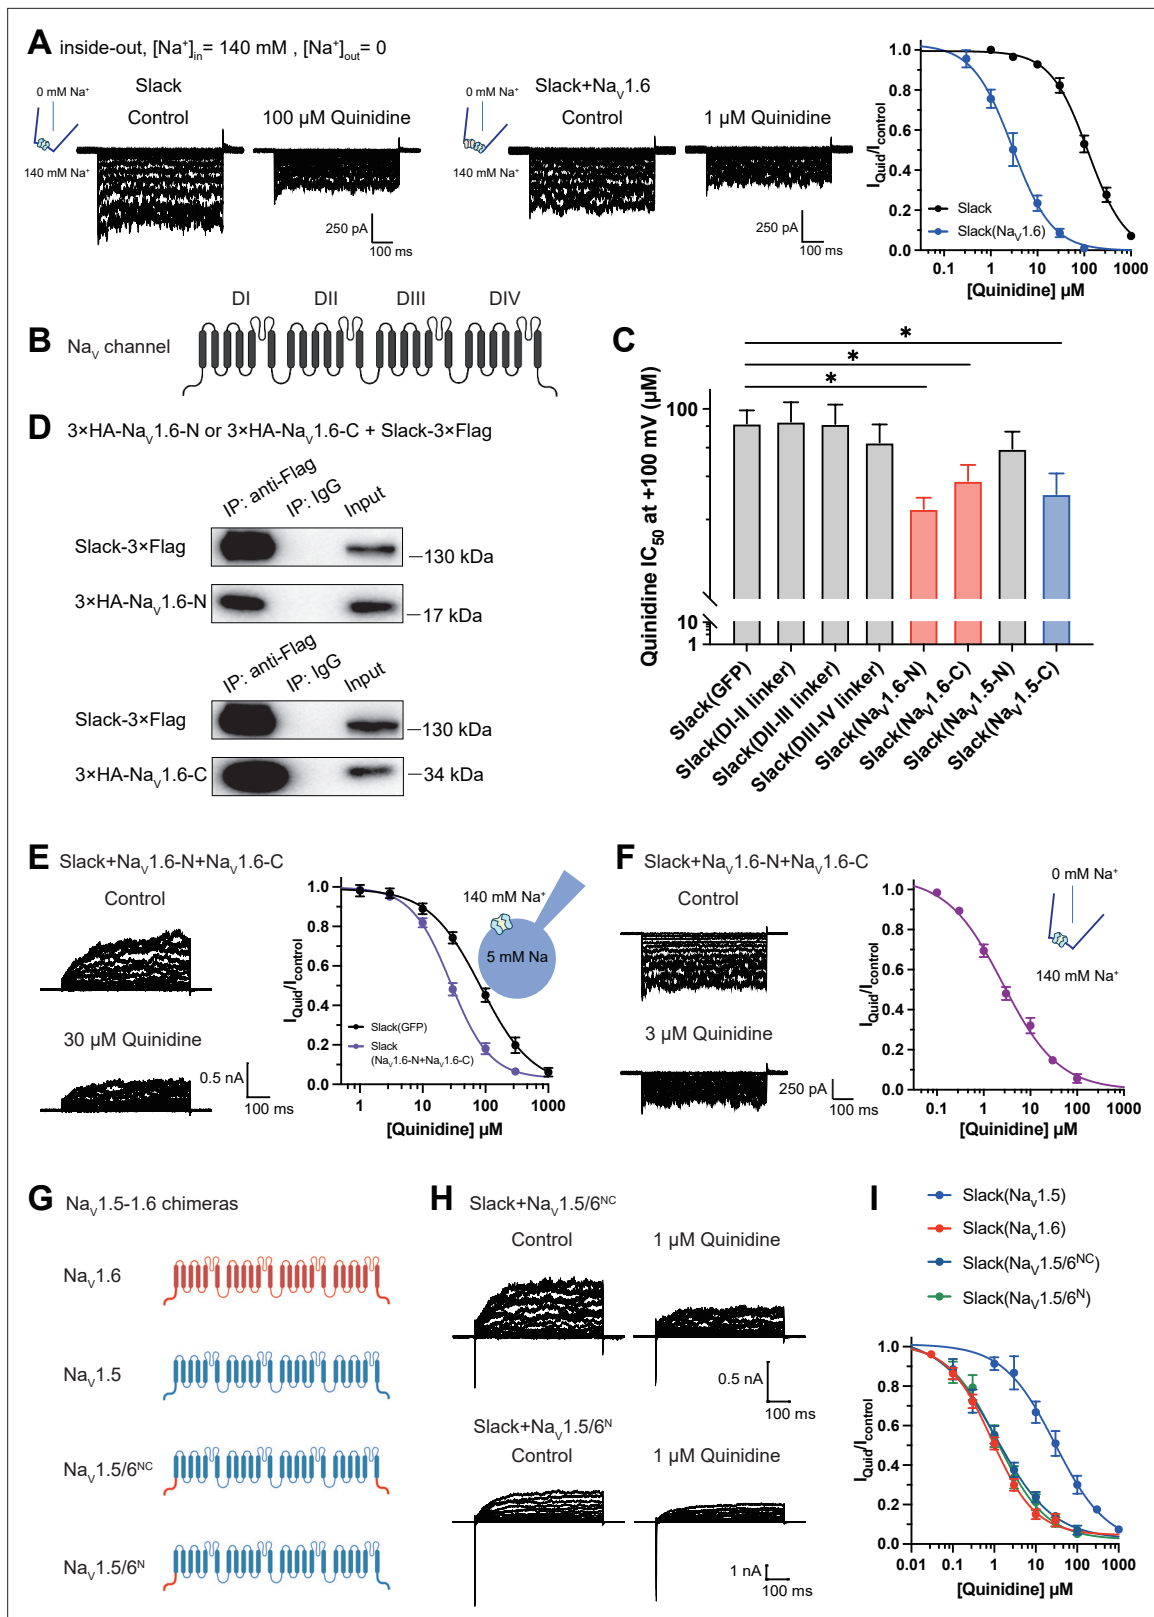 A inside-out, [Na⁺]in= 140 mM , [Na⁺]out= 0
Slack
Control
100 µM Quinidine
0 mM Na⁺
140 mM Na⁺
250 pA
100 ms
Slack+NaV1.6
Control
1 µM Quinidine
0 mM Na⁺
140 mM Na⁺
250 pA
100 ms
IQuid/Icontrol
1.0
0.8
0.6
0.4
0.2
0.0
Slack
Slack(NaV1.6)
0.1 1 10 100 1000
[Quinidine] µM
B NaV channel
DI DII DIII DIV
C
Quinidine IC50 at +100 mV (µM)
100
10
1
* * *
Slack(GFP)
Slack(DI-II linker)
Slack(DII-III linker)
Slack(DIII-IV linker)
Slack(NaV1.6-N)
Slack(NaV1.6-C)
Slack(NaV1.5-N)
Slack(NaV1.5-C)
D 3×HA-NaV1.6-N or 3×HA-NaV1.6-C + Slack-3×Flag
IP: anti-Flag
IP: IgG
Input
Slack-3×Flag
130 kDa
3×HA-NaV1.6-N
17 kDa
IP: anti-Flag
IP: IgG
Input
Slack-3×Flag
130 kDa
3×HA-NaV1.6-C
34 kDa
E Slack+NaV1.6-N+NaV1.6-C
Control
30 µM Quinidine
0.5 nA
100 ms
IQuid/Icontrol
1.0
0.8
0.6
0.4
0.2
0.0
140 mM Na⁺
5 mM Na
Slack(GFP)
Slack
(NaV1.6-N+NaV1.6-C)
1 10 100 1000
[Quinidine] µM
F Slack+NaV1.6-N+NaV1.6-C
Control
3 µM Quinidine
250 pA
100 ms
IQuid/Icontrol
1.0
0.8
0.6
0.4
0.2
0.0
0 mM Na⁺
140 mM Na⁺
0.1 1 10 100 1000
[Quinidine] µM
G NaV1.5-1.6 chimeras
NaV1.6
NaV1.5
NaV1.5/6NC
NaV1.5/6N
H Slack+NaV1.5/6NC
Control
1 µM Quinidine
0.5 nA
100 ms
Slack+NaV1.5/6N
Control
1 µM Quinidine
1 nA
100 ms
I
Slack(NaV1.5)
Slack(NaV1.6)
Slack(NaV1.5/6NC)
Slack(NaV1.5/6N)
IQuid/Icontrol
1.0
0.8
0.6
0.4
0.2
0.0
0.01 0.1 1 10 100 1000
[Quinidine] µM